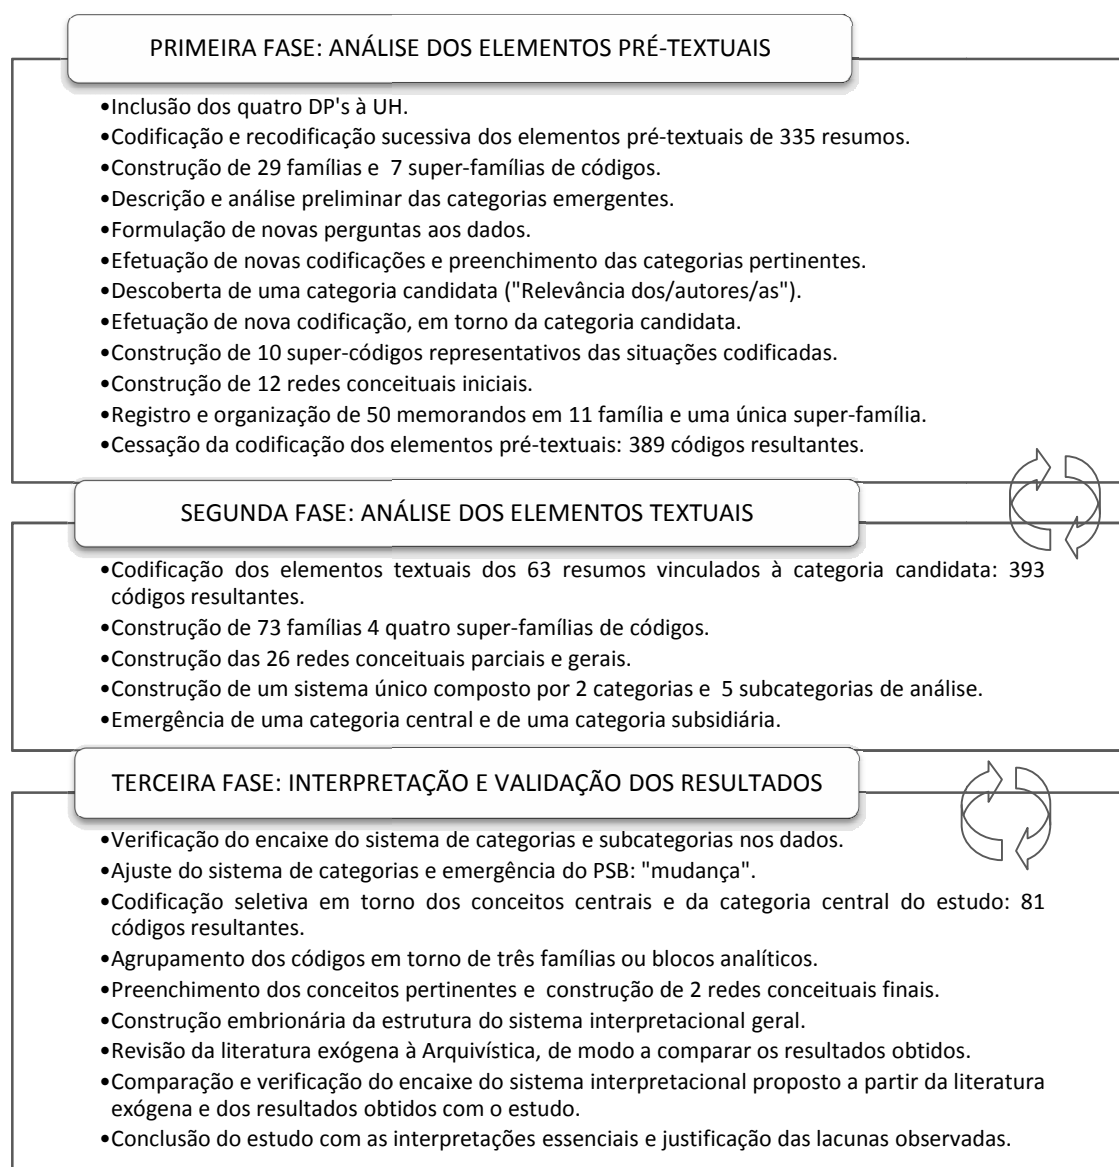 PRIMEIRA FASE: ANÁLISE DOS ELEMENTOS PRÉ-TEXTUAIS
•Inclusão dos quatro DP's à UH.
•Codificação e recodificação sucessiva dos elementos pré-textuais de 335 resumos.
•Construção de 29 famílias e 7 super-famílias de códigos.
•Descrição e análise preliminar das categorias emergentes.
•Formulação de novas perguntas aos dados.
•Efetuação de novas codificações e preenchimento das categorias pertinentes.
•Descoberta de uma categoria candidata ("Relevância dos/autores/as").
•Efetuação de nova codificação, em torno da categoria candidata.
•Construção de 10 super-códigos representativos das situações codificadas.
•Construção de 12 redes conceituais iniciais.
•Registro e organização de 50 memorandos em 11 família e uma única super-família.
•Cessação da codificação dos elementos pré-textuais: 389 códigos resultantes.
SEGUNDA FASE: ANÁLISE DOS ELEMENTOS TEXTUAIS
•Codificação dos elementos textuais dos 63 resumos vinculados à categoria candidata: 393
códigos resultantes.
•Construção de 73 famílias 4 quatro super-famílias de códigos.
•Construção das 26 redes conceituais parciais e gerais.
•Construção de um sistema único composto por 2 categorias e 5 subcategorias de análise.
•Emergência de uma categoria central e de uma categoria subsidiária.
TERCEIRA FASE: INTERPRETAÇÃO E VALIDAÇÃO DOS RESULTADOS
•Verificação do encaixe do sistema de categorias e subcategorias nos dados.
•Ajuste do sistema de categorias e emergência do PSB: "mudança".
•Codificação seletiva em torno dos conceitos centrais e da categoria central do estudo: 81
códigos resultantes.
•Agrupamento dos códigos em torno de três famílias ou blocos analíticos.
•Preenchimento dos conceitos pertinentes e construção de 2 redes conceituais finais.
•Construção embrionária da estrutura do sistema interpretacional geral.
•Revisão da literatura exógena à Arquivística, de modo a comparar os resultados obtidos.
•Comparação e verificação do encaixe do sistema interpretacional proposto a partir da literatura
exógena e dos resultados obtidos com o estudo.
•Conclusão do estudo com as interpretações essenciais e justificação das lacunas observadas.